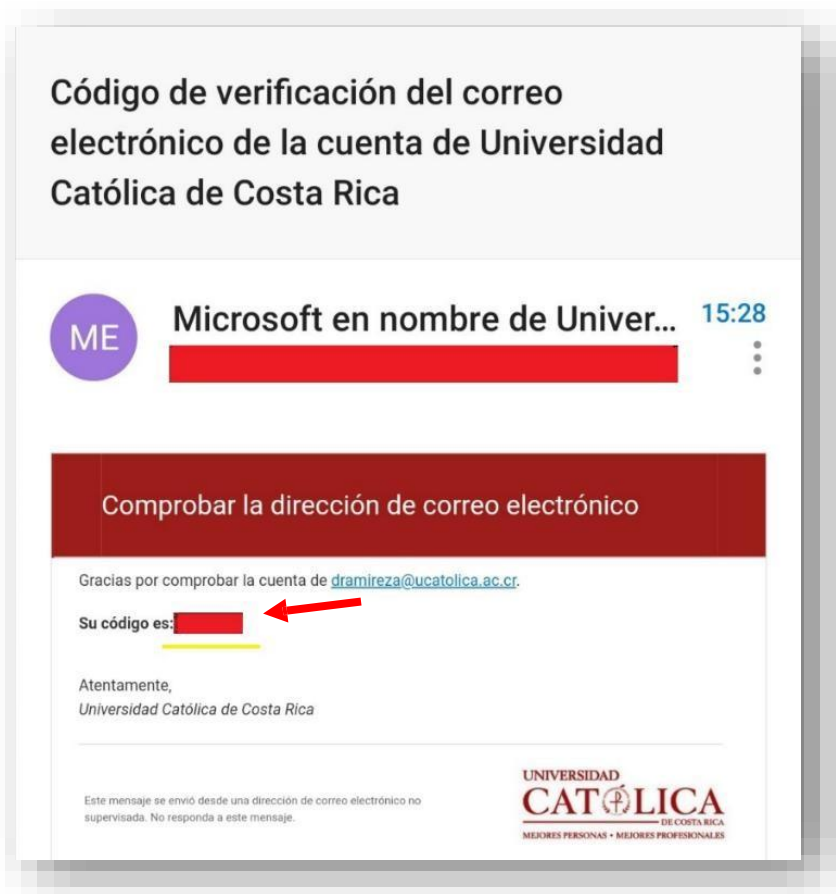 Código de verificación del correo
electrónico de la cuenta de Universidad
Católica de Costa Rica
ME
Microsoft en nombre de Univer...
15:28
Comprobar la dirección de correo electrónico
Gracias por comprobar la cuenta de dramireza@ucatolica.ac.cr.
Su código es:
Atentamente,
Universidad Católica de Costa Rica
Este mensaje se envió desde una dirección de correo electrónico no
supervisada. No responda a este mensaje.
UNIVERSIDAD
CATÓLICA
DE COSTA RICA
MEJORES PERSONAS • MEJORES PROFESIONALES